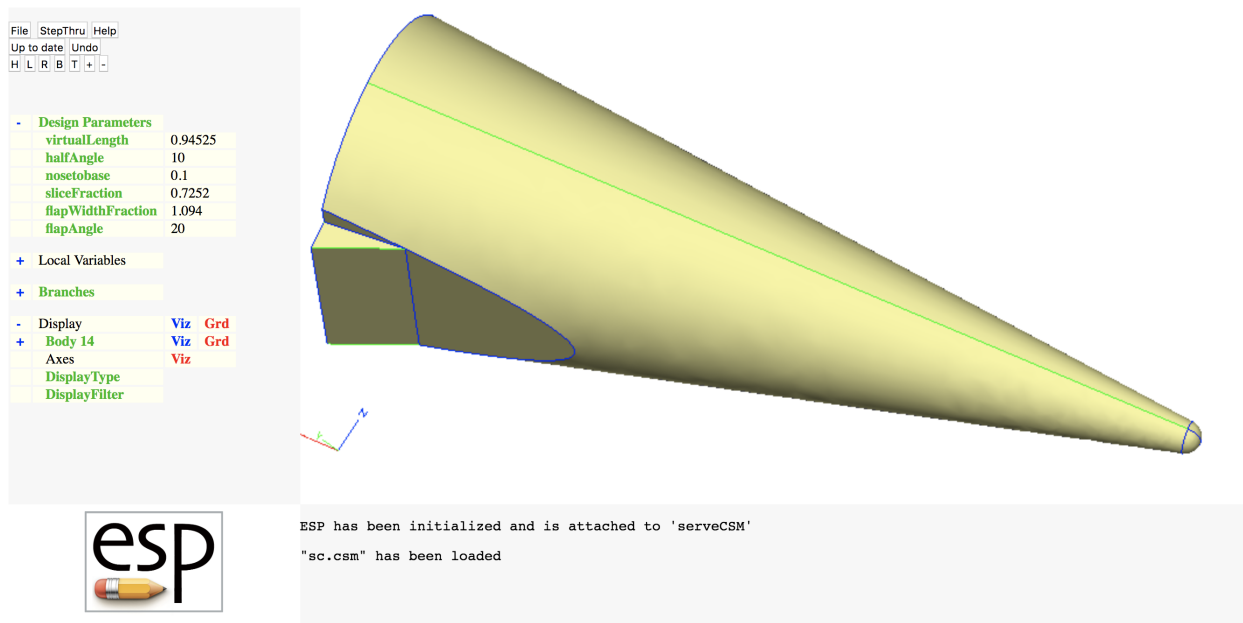 File StepThru Help
Up to date Undo
H L R B T + -
- Design Parameters
virtualLength 0.94525
halfAngle 10
nosetobase 0.1
sliceFraction 0.7252
flapWidthFraction 1.094
flapAngle 20
+ Local Variables
+ Branches
- Display Viz Grd
+ Body 14 Viz Grd
Axes Viz
DisplayType
DisplayFilter
Z
Y
esp
ESP has been initialized and is attached to 'serveCSM'
"sc.csm" has been loaded